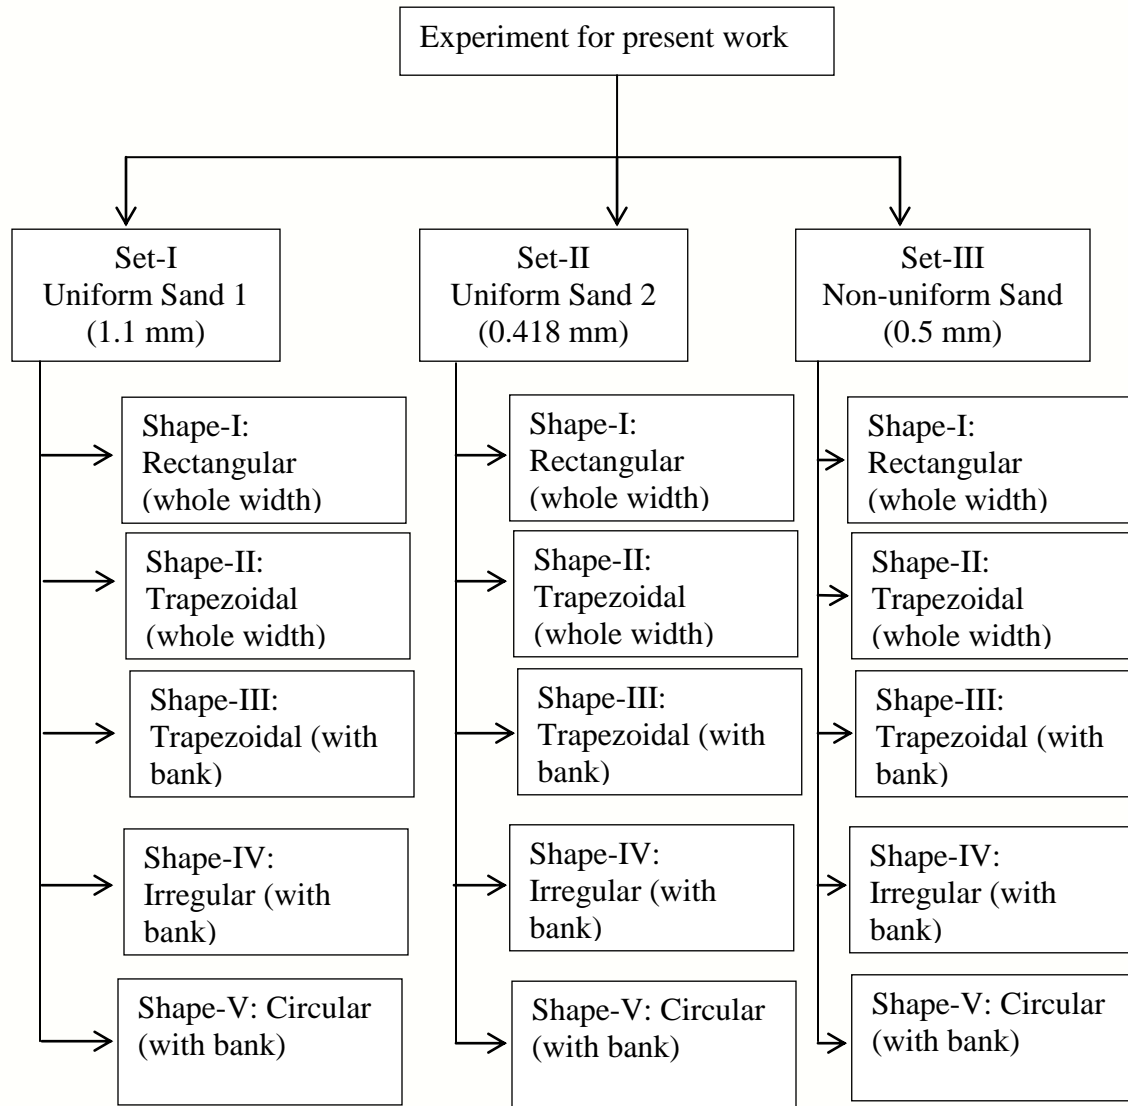 Experiment for present work
Set-I
Uniform Sand 1
(1.1 mm)
Set-II
Uniform Sand 2
(0.418 mm)
Set-III
Non-uniform Sand
(0.5 mm)
Shape-I:
Rectangular
(whole width)
Shape-II:
Trapezoidal
(whole width)
Shape-III:
Trapezoidal (with
bank)
Shape-IV:
Irregular (with
bank)
Shape-V: Circular
(with bank)
Shape-I:
Rectangular
(whole width)
Shape-II:
Trapezoidal
(whole width)
Shape-III:
Trapezoidal (with
bank)
Shape-IV:
Irregular (with
bank)
Shape-V: Circular
(with bank)
Shape-I:
Rectangular
(whole width)
Shape-II:
Trapezoidal
(whole width)
Shape-III:
Trapezoidal (with
bank)
Shape-IV:
Irregular (with
bank)
Shape-V: Circular
(with bank)